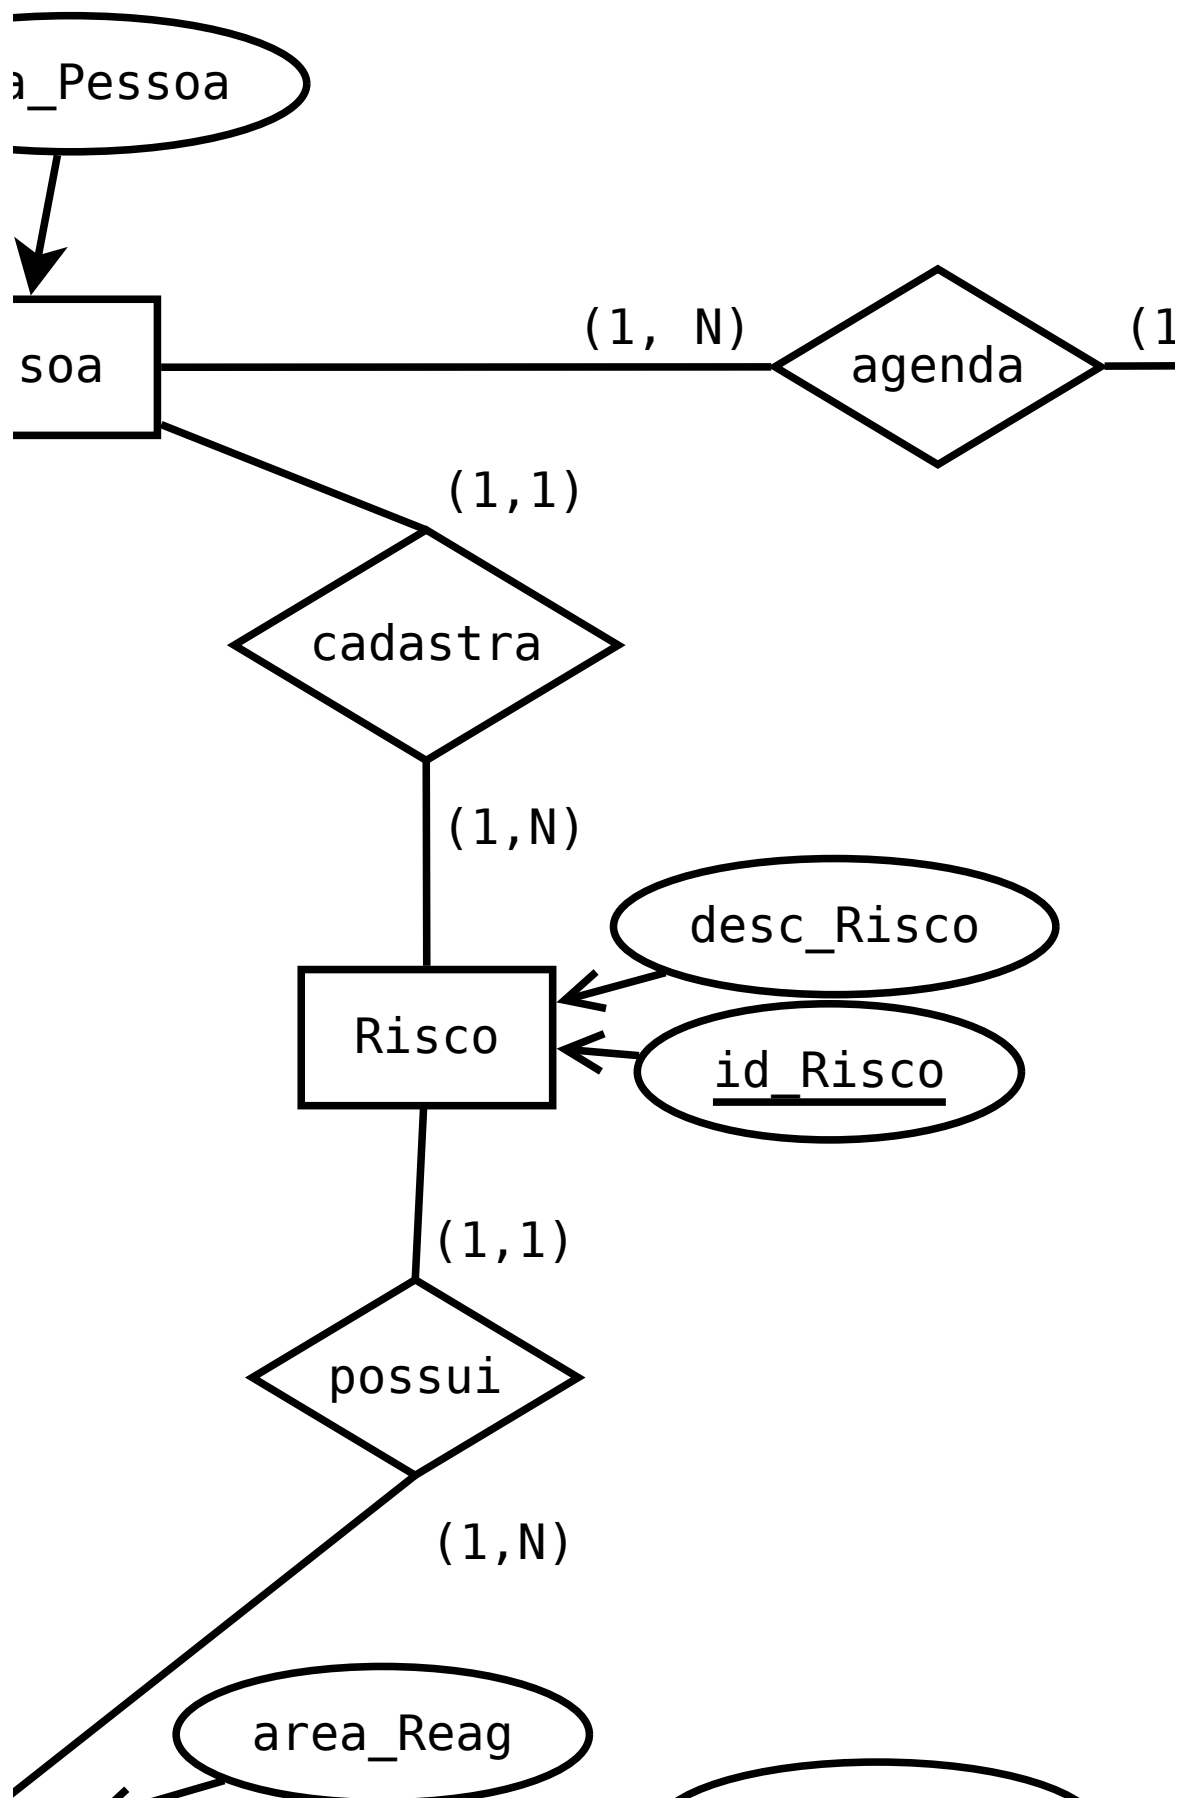 a_Pessoa
(1, N)
(1
soa
agenda
(1,1)
cadastra
(1,N)
desc_Risco
Risco
id_Risco
(1,1)
possui
(1,N)
area_Reag